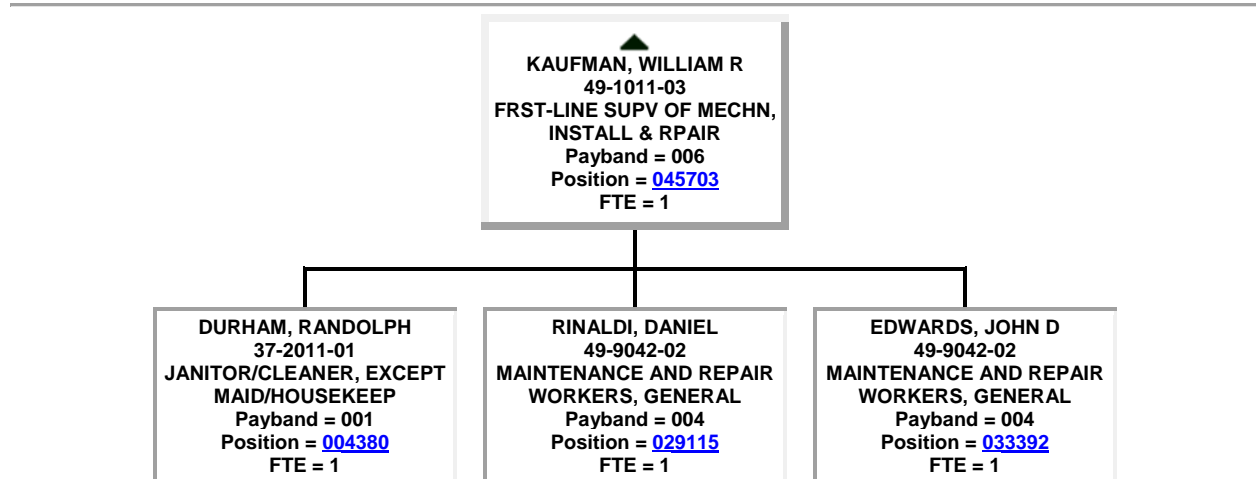 KAUFMAN, WILLIAM R
49-1011-03
FRST-LINE SUPV OF MECHN,
INSTALL & RPAIR
Payband = 006
Position = 045703
FTE = 1
DURHAM, RANDOLPH
37-2011-01
JANITOR/CLEANER, EXCEPT
MAID/HOUSEKEEP
Payband = 001
Position = 004380
FTE = 1
RINALDI, DANIEL
49-9042-02
MAINTENANCE AND REPAIR
WORKERS, GENERAL
Payband = 004
Position = 029115
FTE = 1
EDWARDS, JOHN D
49-9042-02
MAINTENANCE AND REPAIR
WORKERS, GENERAL
Payband = 004
Position = 033392
FTE = 1